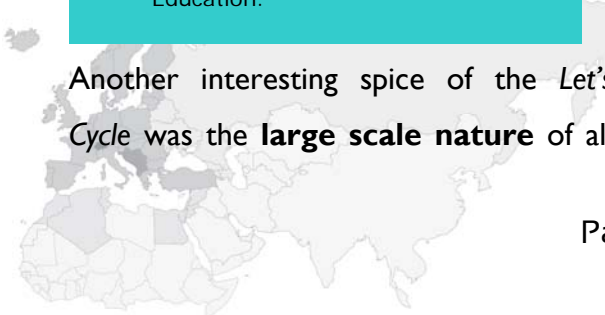 Education.
Another interesting spice of the Let's
Cycle was the large scale nature of al
Pa